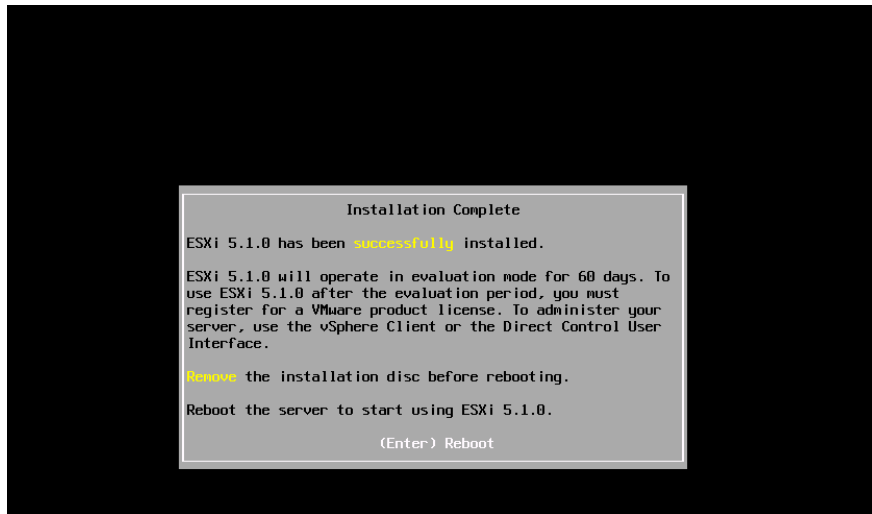 Installation Complete
ESXi 5.1.0 has been successfully installed.
ESXi 5.1.0 will operate in evaluation mode for 60 days. To
use ESXi 5.1.0 after the evaluation period, you must
register for a VMware product license. To administer your
server, use the vSphere Client or the Direct Control User
Interface.
Remove the installation disc before rebooting.
Reboot the server to start using ESXi 5.1.0.
(Enter) Reboot